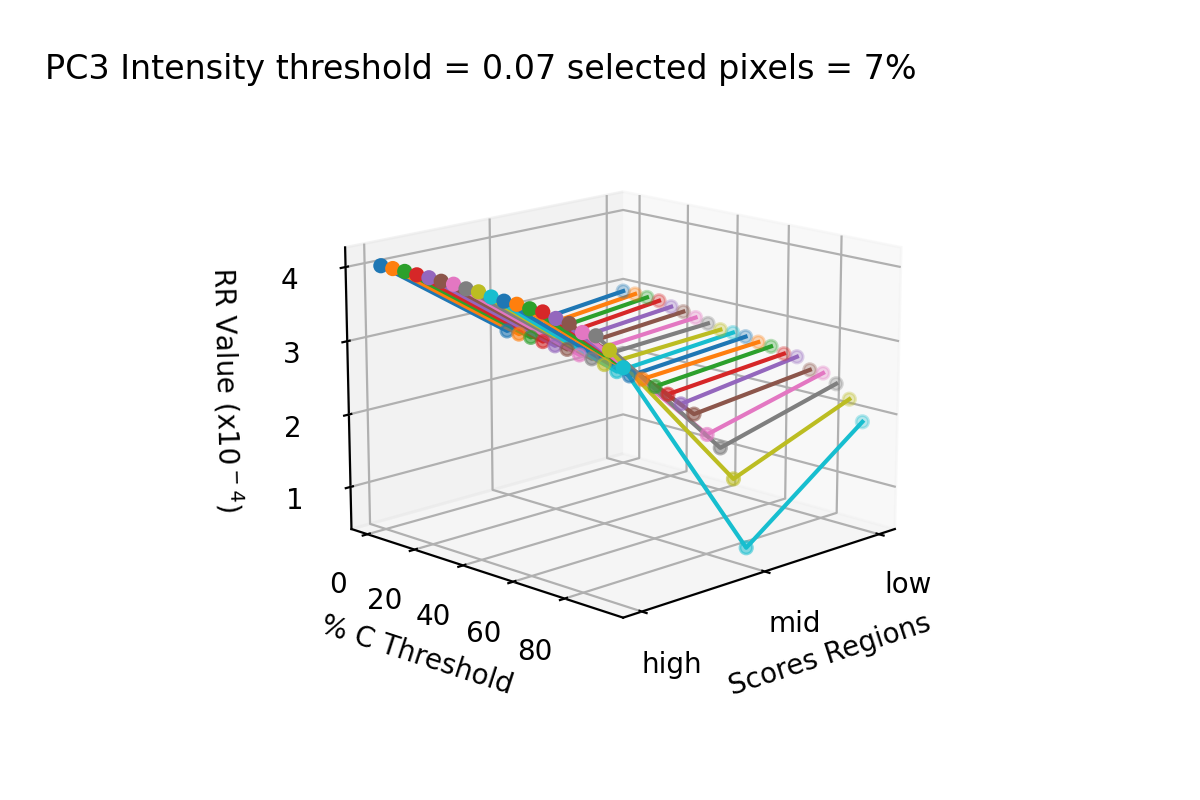 PC3 Intensity threshold = 0.07 selected pixels = 7%
RR Value (x10⁻⁴)
4
3
2
1
0
20
40
60
80
% C Threshold
high
mid
low
Scores Regions